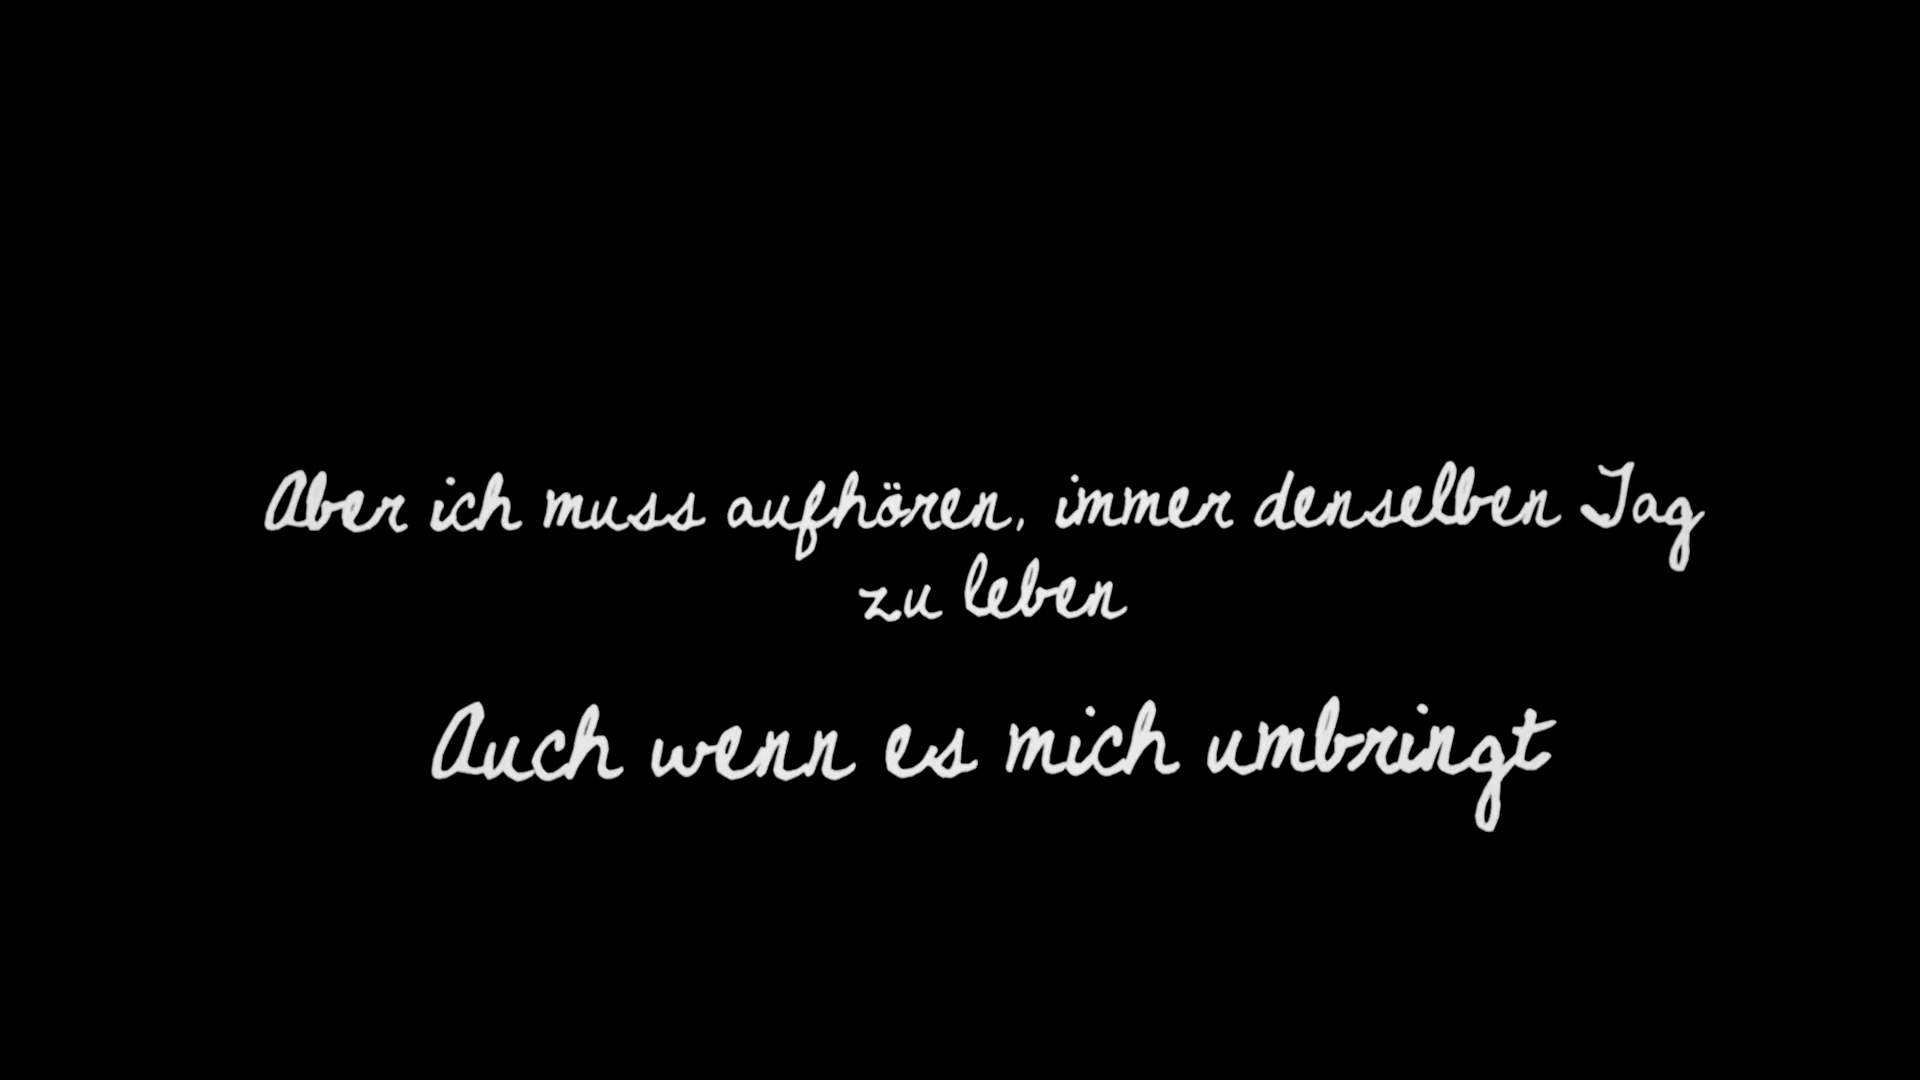 Aber ich muss aufhören, immer denselben Tag
zu leben
Auch wenn es mich umbringt